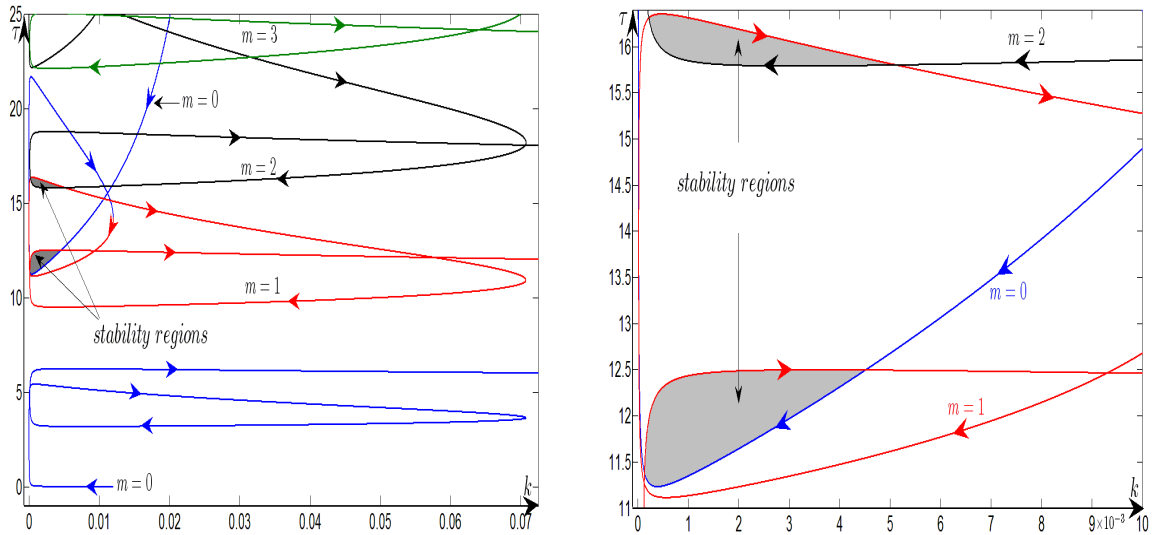 25
τ
m = 3
20
m = 0
m = 2
15
10
m = 1
stability regions
5
m = 0
k
0
0
0.01
0.02
0.03
0.04
0.05
0.06
0.07
τ
16
m = 2
15.5
15
14.5
stability regions
14
13.5
m = 0
13
12.5
12
m = 1
11.5
k
11
0
1
2
3
4
5
6
7
8
9
×10⁻³
10